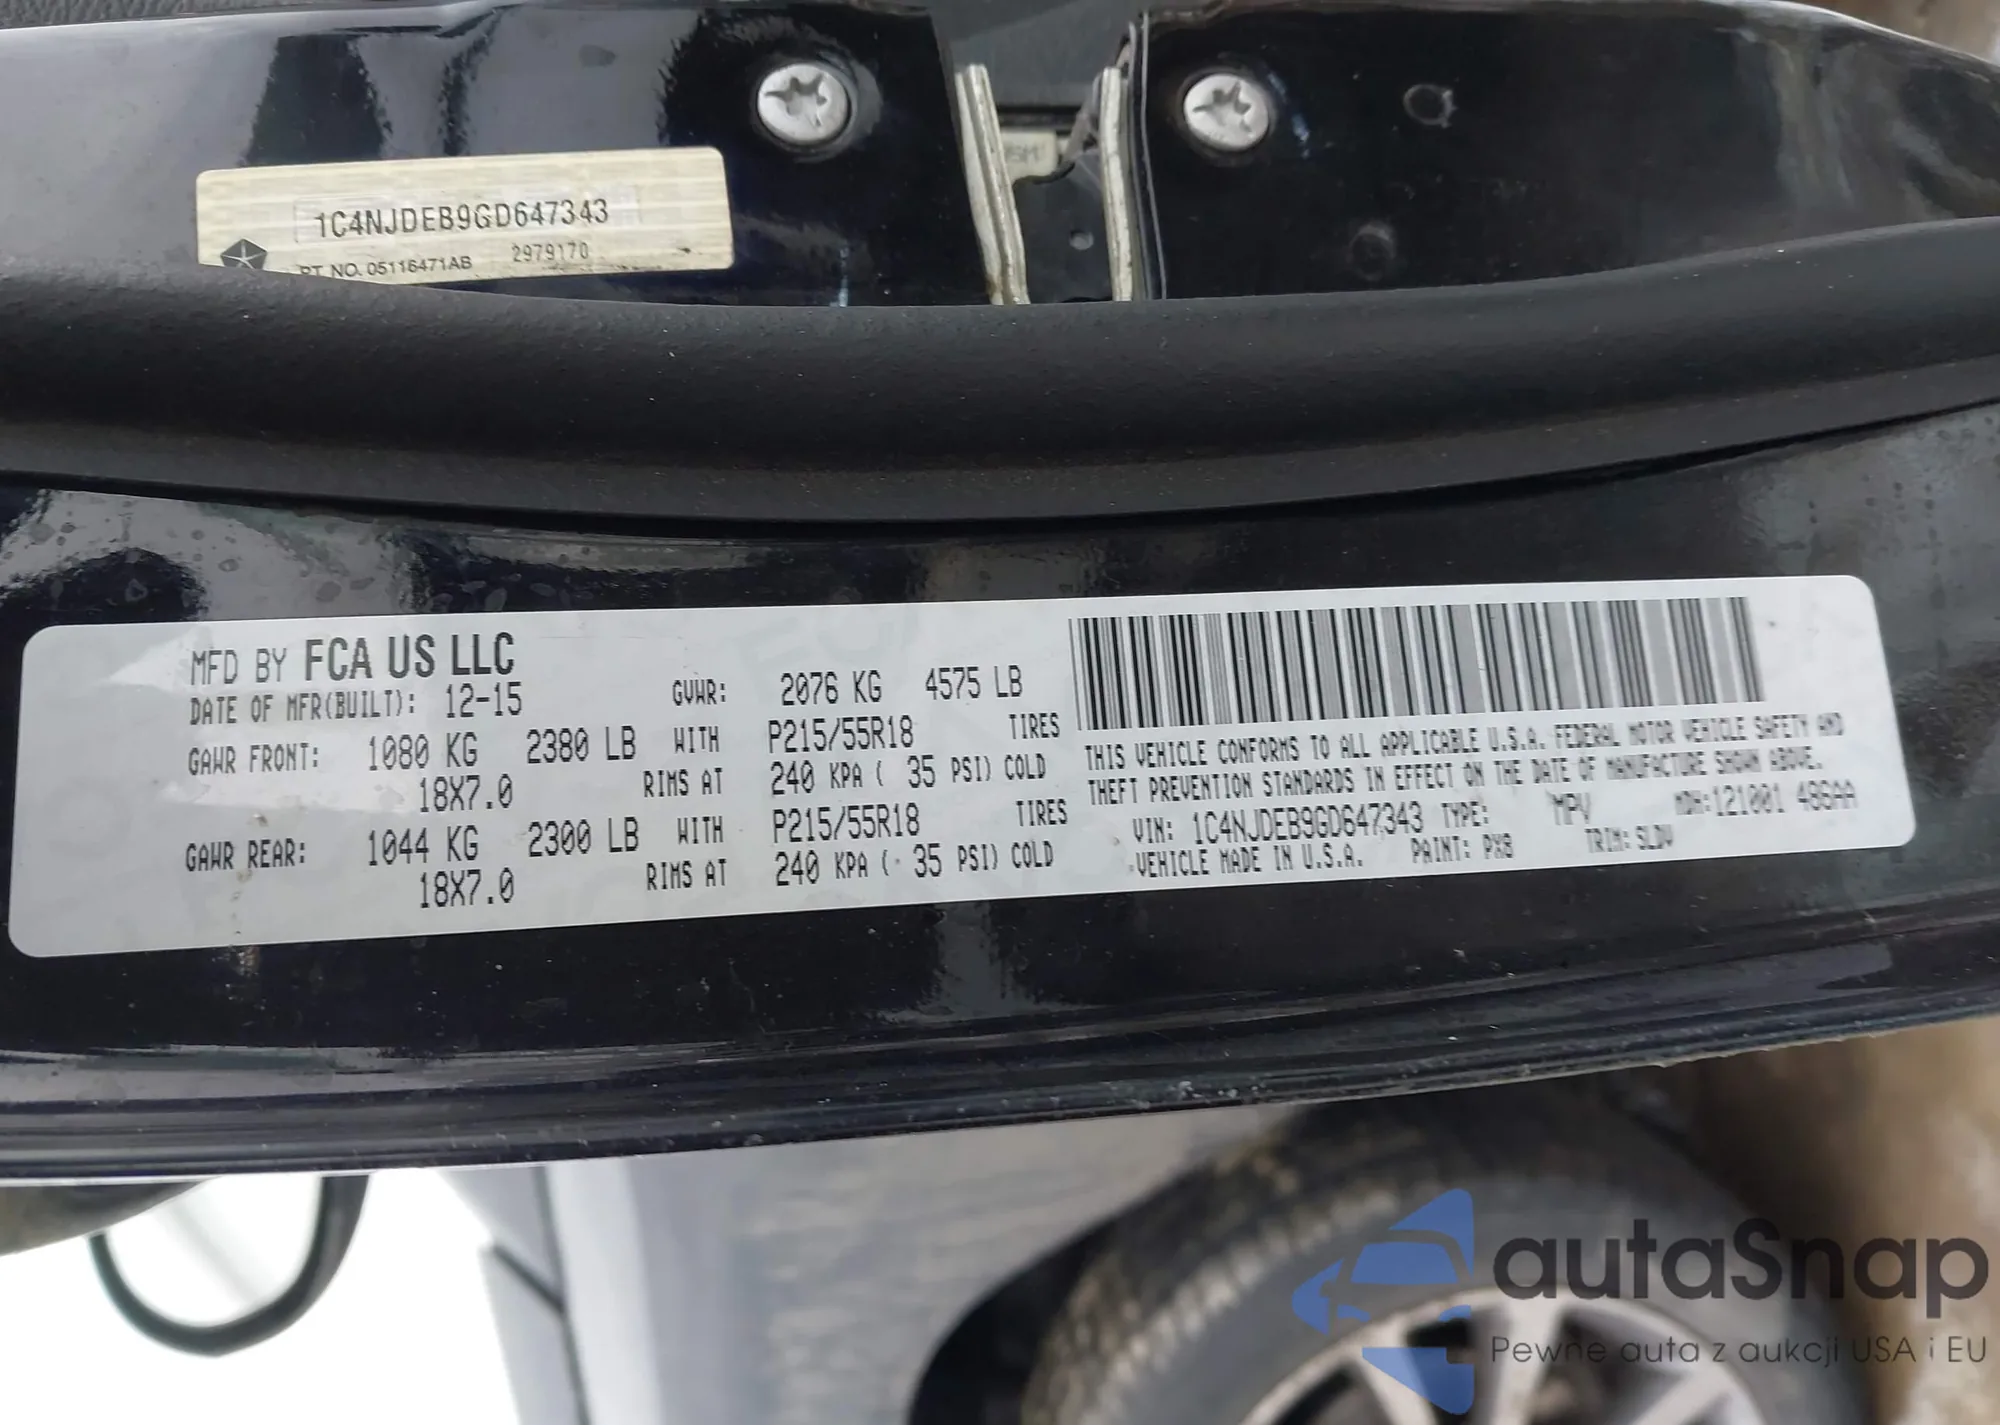 1C4NJDEB9GD647343
PT NO. 05116471AB 2979170
MFD BY FCA US LLC
DATE OF MFR(BUILT): 12-15 GVWR: 2076 KG 4575 LB
GAWR FRONT: 1080 KG 2380 LB WITH P215/55R18 TIRES
18X7.0 RIMS AT 240 KPA ( 35 PSI) COLD
GAWR REAR: 1044 KG 2300 LB WITH P215/55R18 TIRES
18X7.0 RIMS AT 240 KPA ( 35 PSI) COLD
THIS VEHICLE CONFORMS TO ALL APPLICABLE U.S.A. FEDERAL MOTOR VEHICLE SAFETY AND
THEFT PREVENTION STANDARDS IN EFFECT ON THE DATE OF MANUFACTURE SHOWN ABOVE.
VIN: 1C4NJDEB9GD647343 TYPE: MPV MDH:121001 486AA
VEHICLE MADE IN U.S.A. PAINT: PX8 TRIM: SLDV
autaSnap
Pewne auta z aukcji USA i EU